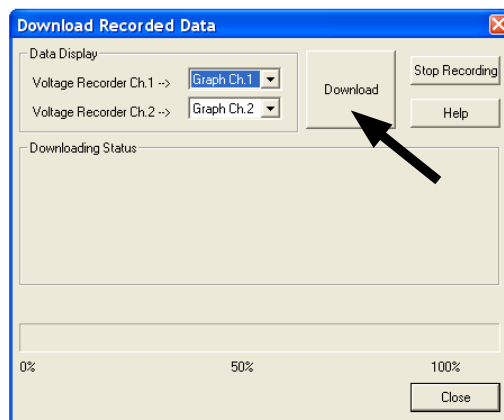 Download Recorded Data
Data Display
Voltage Recorder Ch.1 --> Graph Ch.1
Voltage Recorder Ch.2 --> Graph Ch.2
Download
Stop Recording
Help
Downloading Status
0% 50% 100%
Close